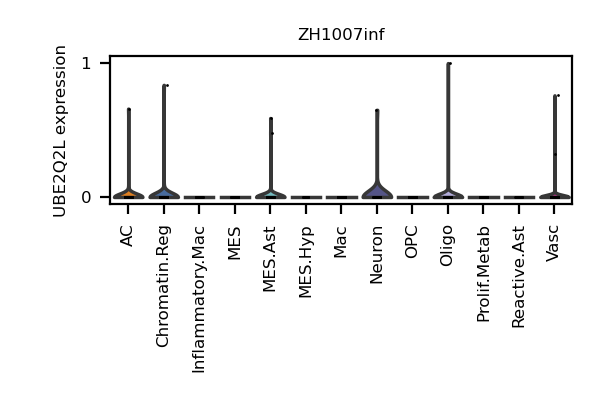 ZH1007inf
UBE2Q2L expression
1
0
AC
Chromatin.Reg
Inflammatory.Mac
MES
MES.Ast
MES.Hyp
Mac
Neuron
OPC
Oligo
Prolif.Metab
Reactive.Ast
Vasc